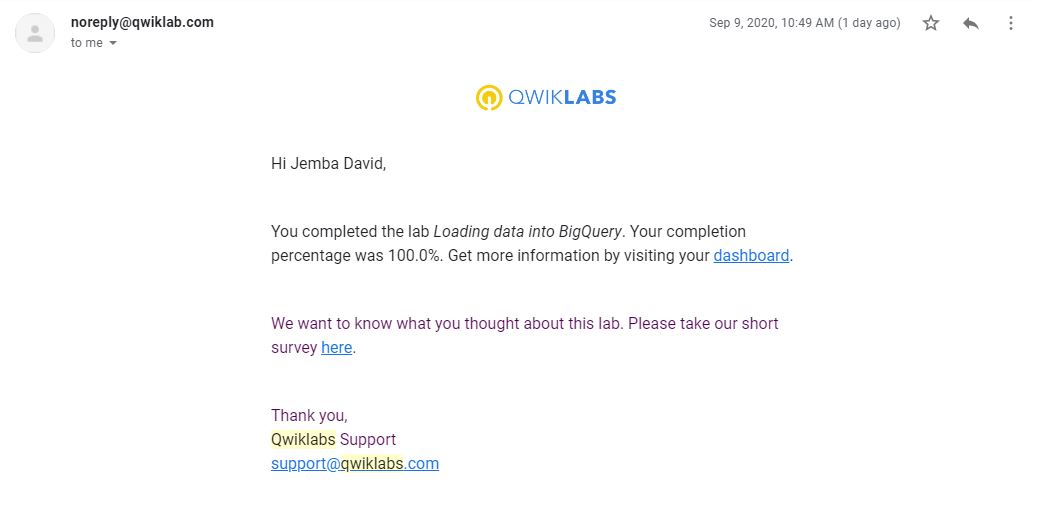 noreply@qwiklab.com
Sep 9, 2020, 10:49 AM (1 day ago)
to me
QWIKLABS
Hi Jemba David,
You completed the lab Loading data into BigQuery. Your completion
percentage was 100.0%. Get more information by visiting your dashboard.
We want to know what you thought about this lab. Please take our short
survey here.
Thank you,
Qwiklabs Support
support@qwiklabs.com